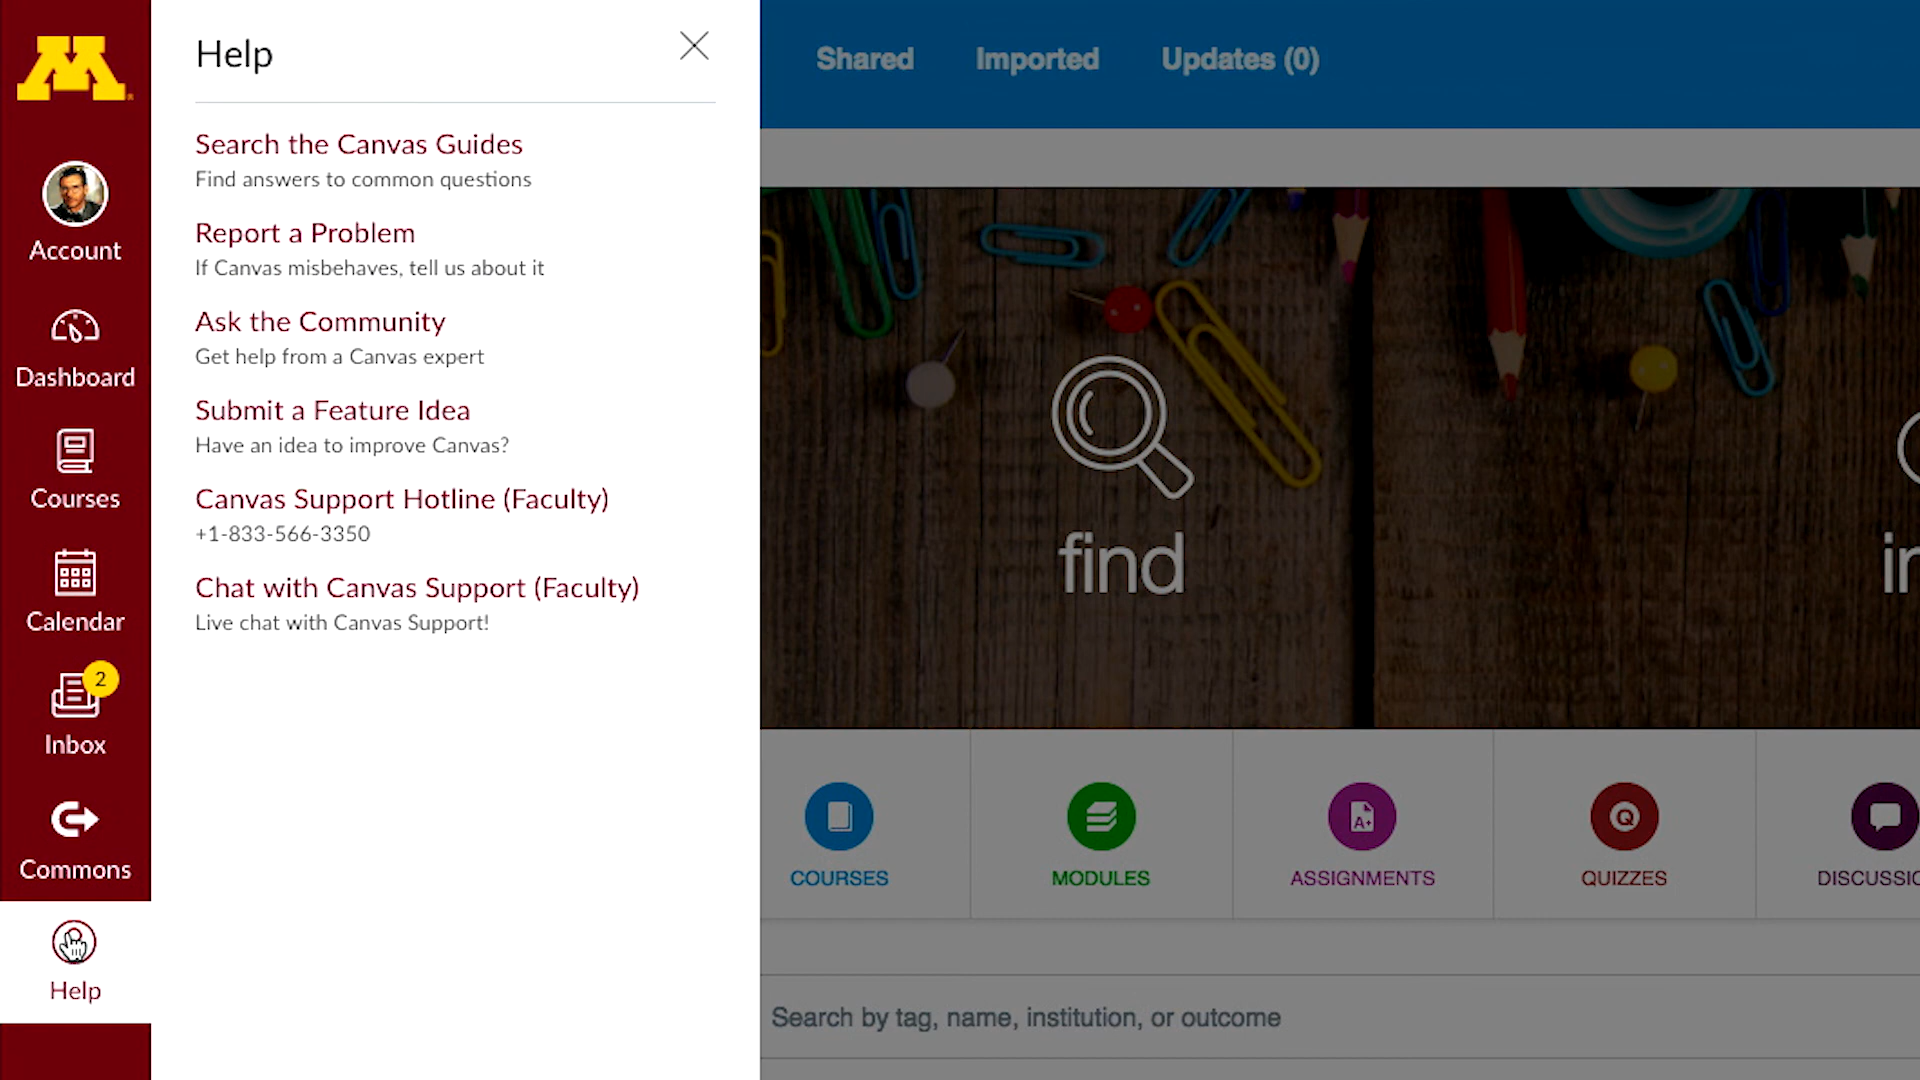 M
Account
Dashboard
Courses
Calendar
2
Inbox
Commons
Help
Help
Search the Canvas Guides
Find answers to common questions
Report a Problem
If Canvas misbehaves, tell us about it
Ask the Community
Get help from a Canvas expert
Submit a Feature Idea
Have an idea to improve Canvas?
Canvas Support Hotline (Faculty)
+1-833-566-3350
Chat with Canvas Support (Faculty)
Live chat with Canvas Support!
Shared Imported Updates (0)
find
in
COURSES
MODULES
A+
ASSIGNMENTS
Q
QUIZZES
DISCUSSIO
Search by tag, name, institution, or outcome